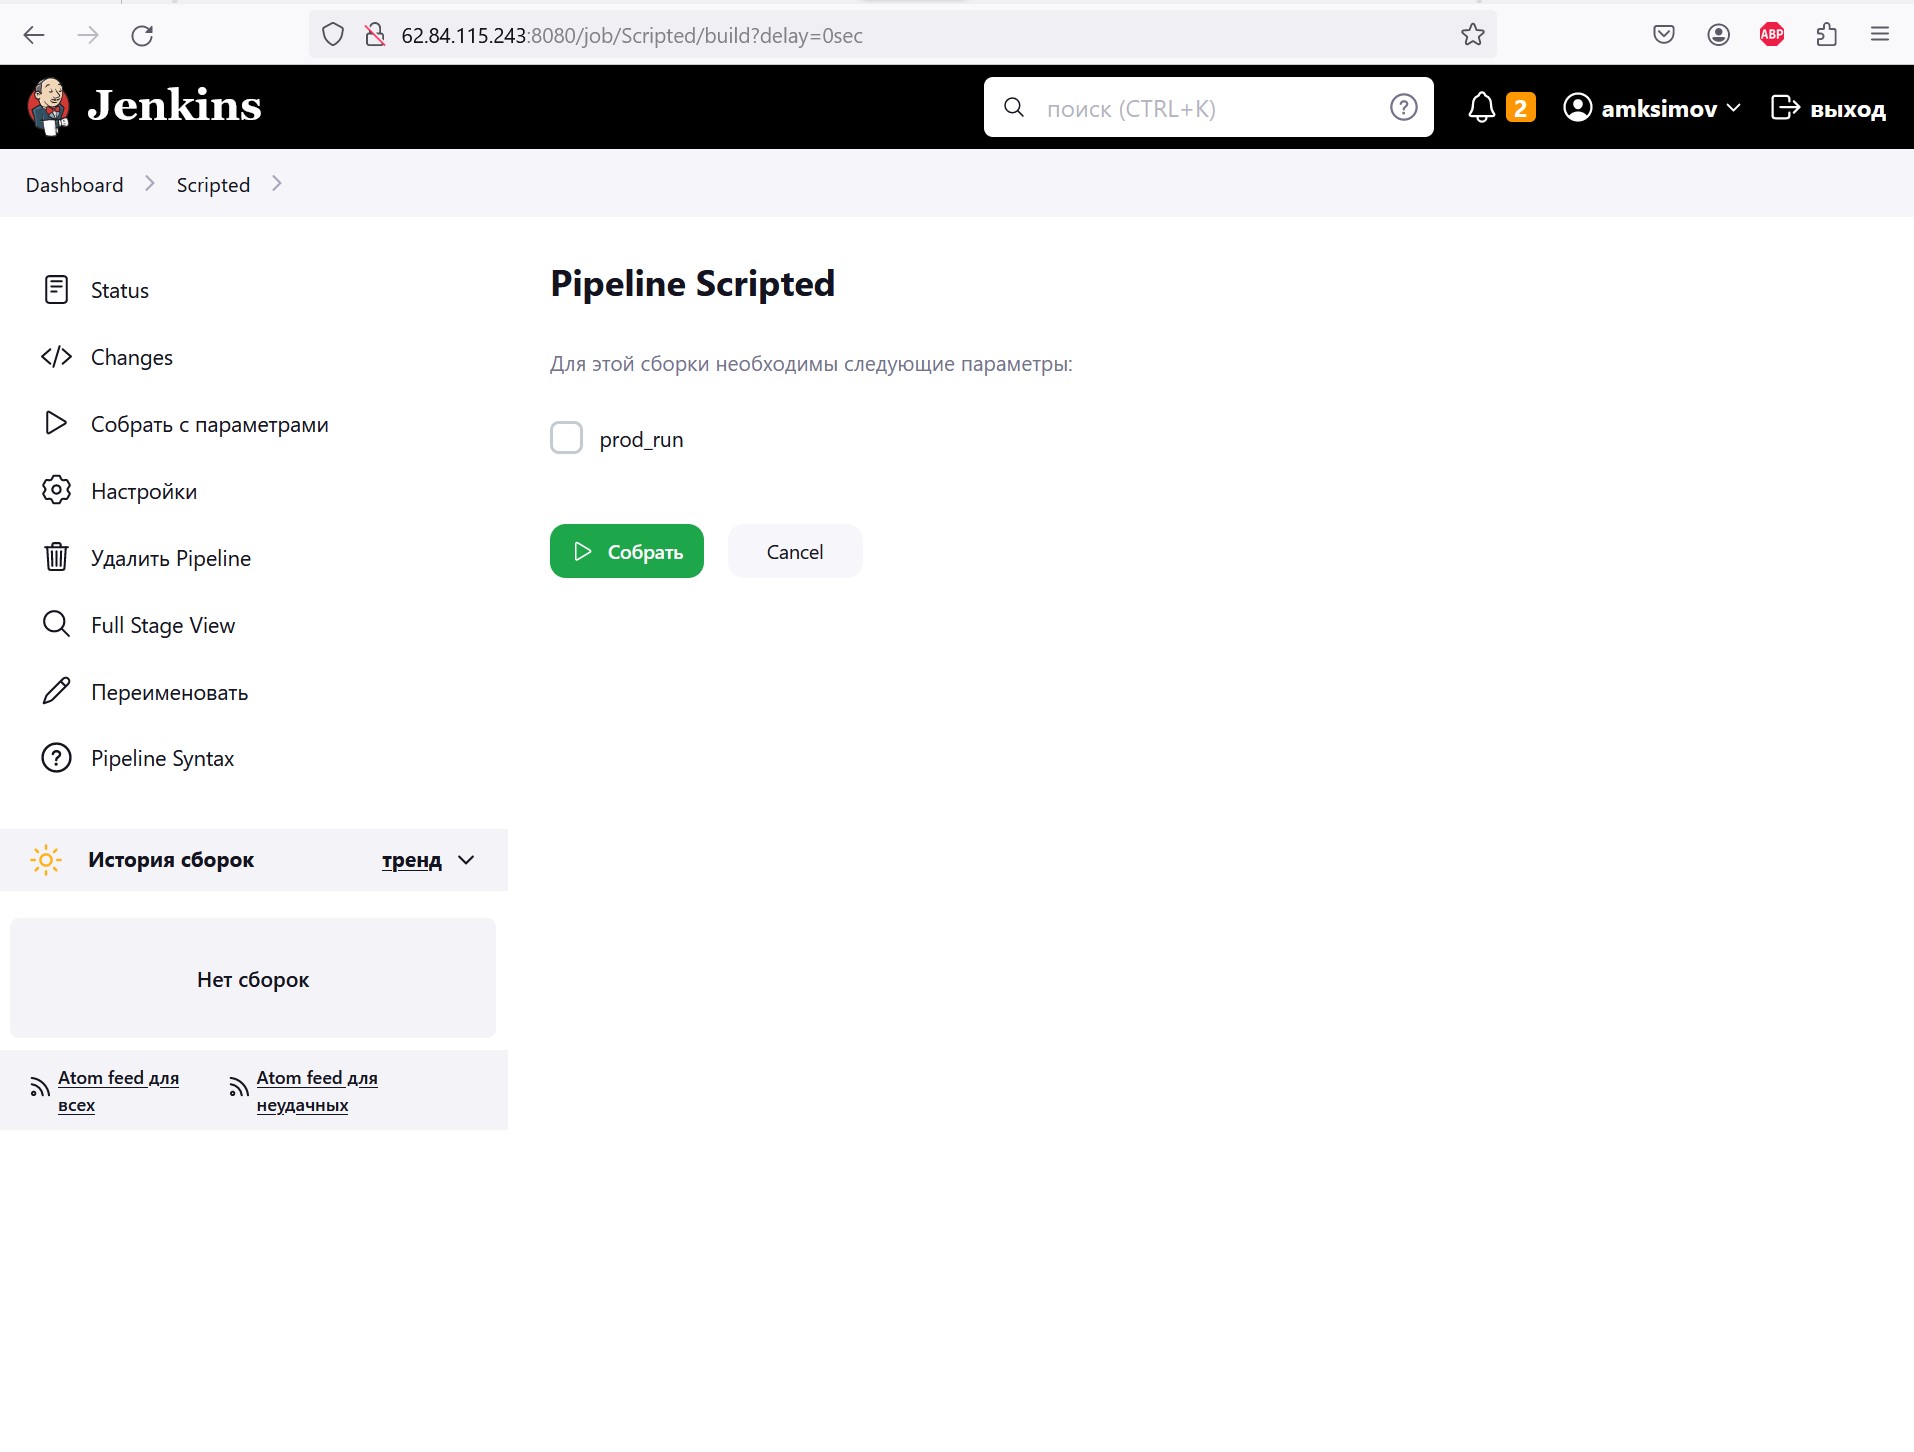 62.84.115.243:8080/job/Scripted/build?delay=0sec
ABP
Jenkins
поиск (CTRL+K)
2
amksimov
выход
Dashboard
Scripted
Status
Changes
Собрать с параметрами
Настройки
Удалить Pipeline
Full Stage View
Переименовать
Pipeline Syntax
История сборок
тренд
Нет сборок
Atom feed для
всех
Atom feed для
неудачных
Pipeline Scripted
Для этой сборки необходимы следующие параметры:
prod_run
Собрать
Cancel